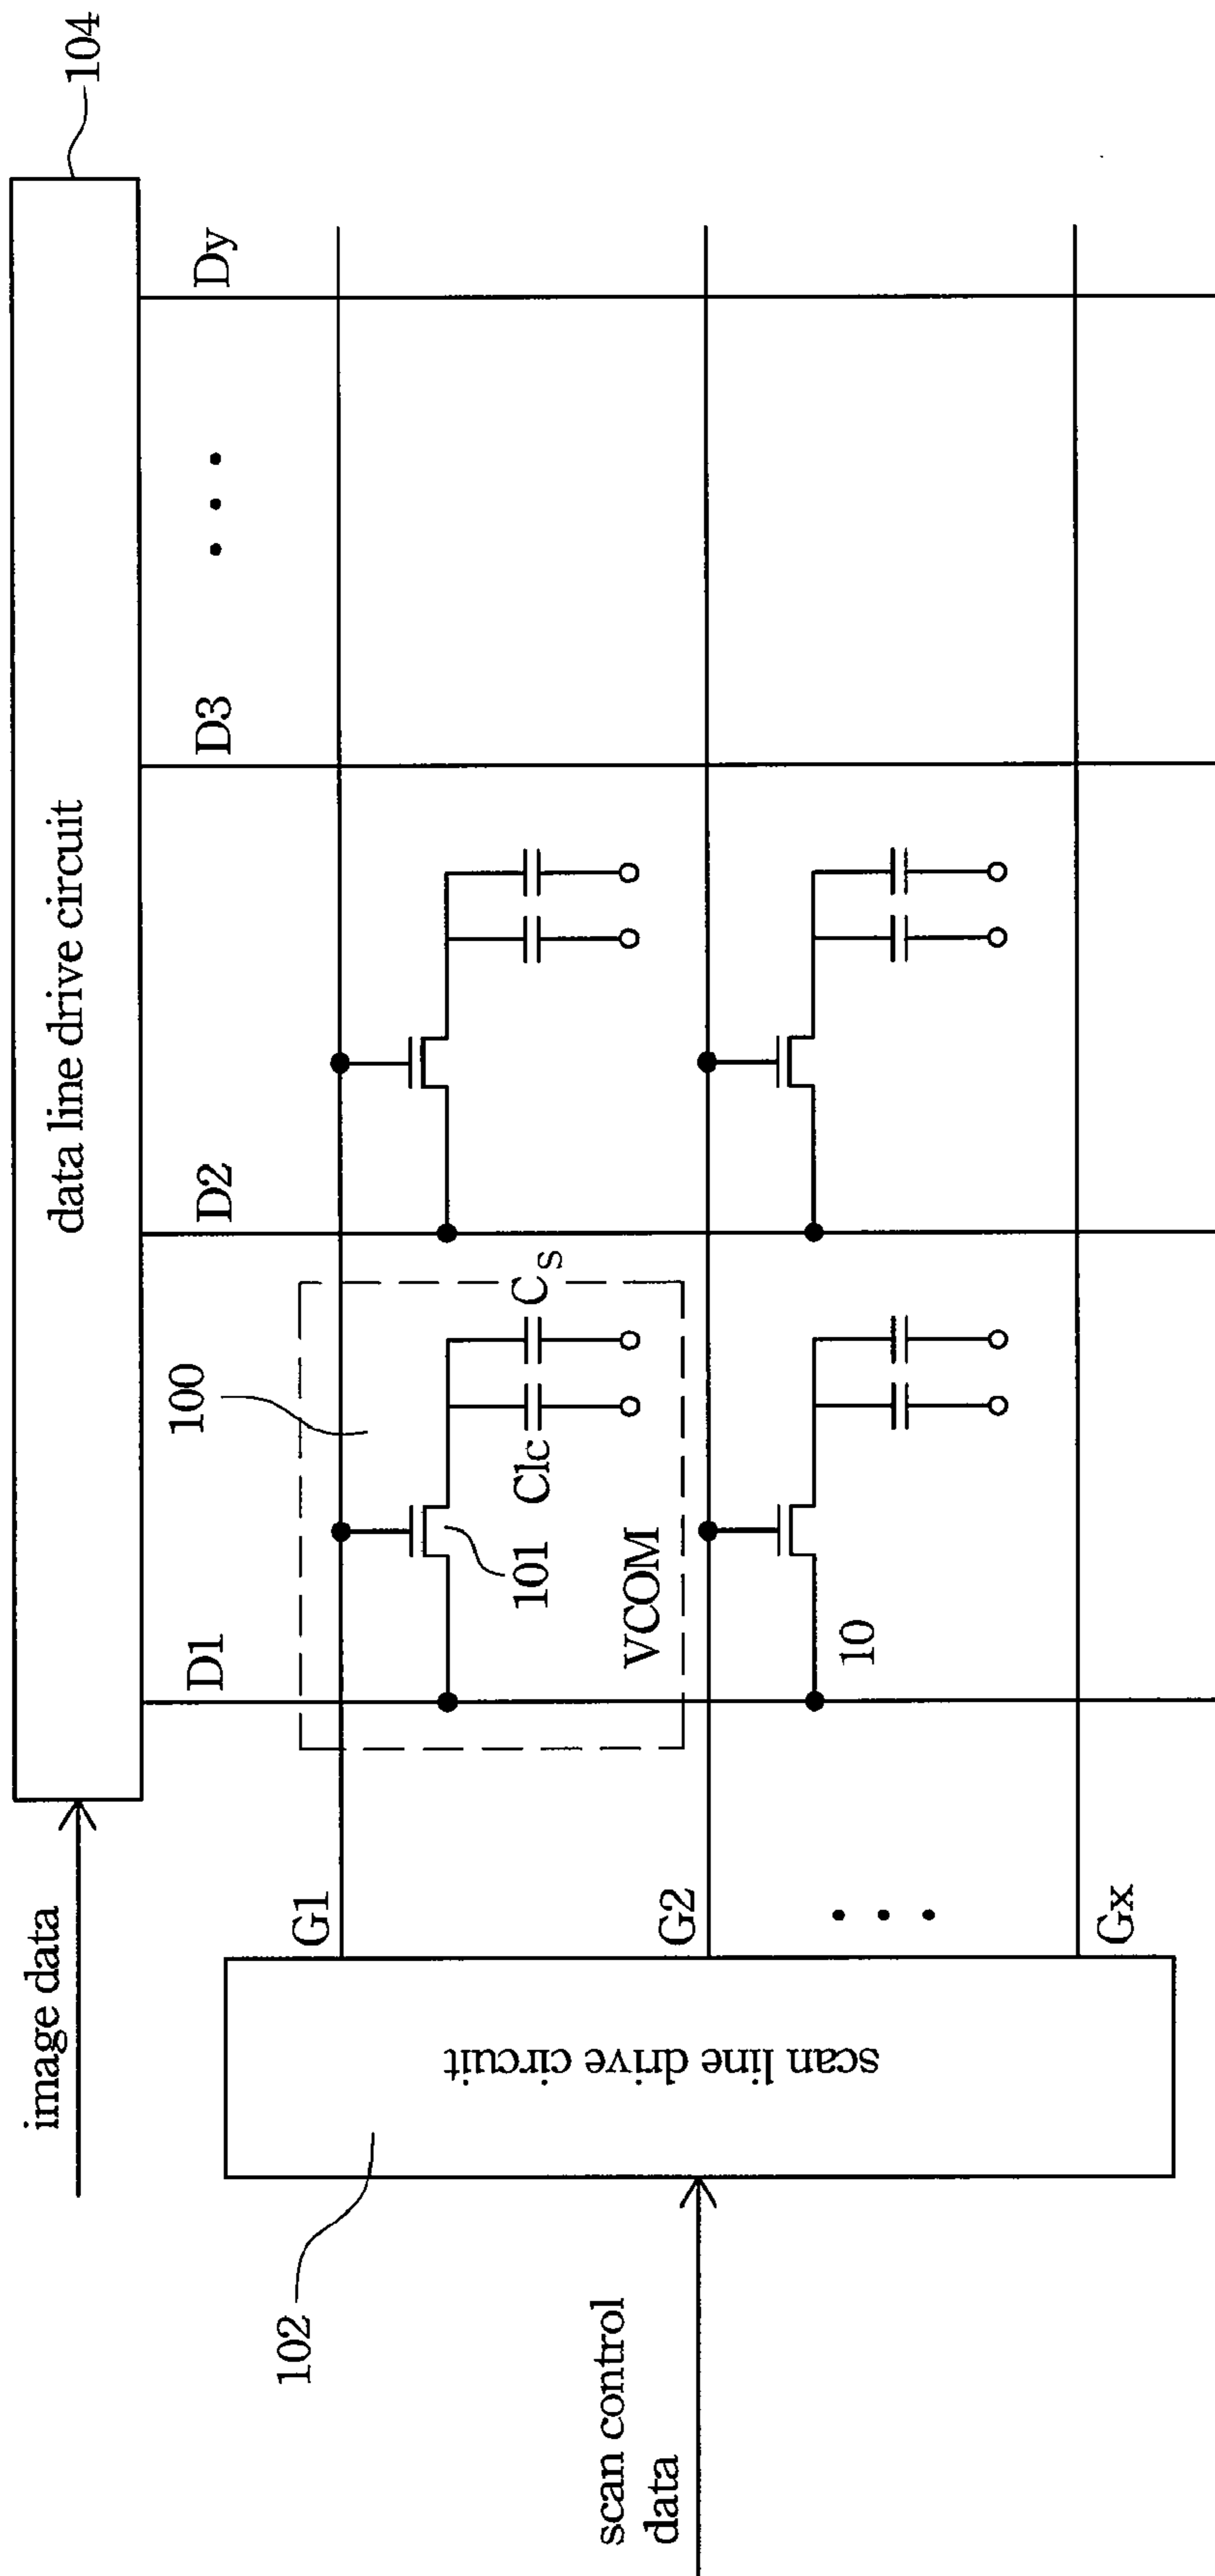 image data
data line drive circuit
104
D1
D2
D3
Dy
100
G1
101
Clc
Cs
VCOM
G2
10
Gx
102
scan line drive circuit
scan control
data